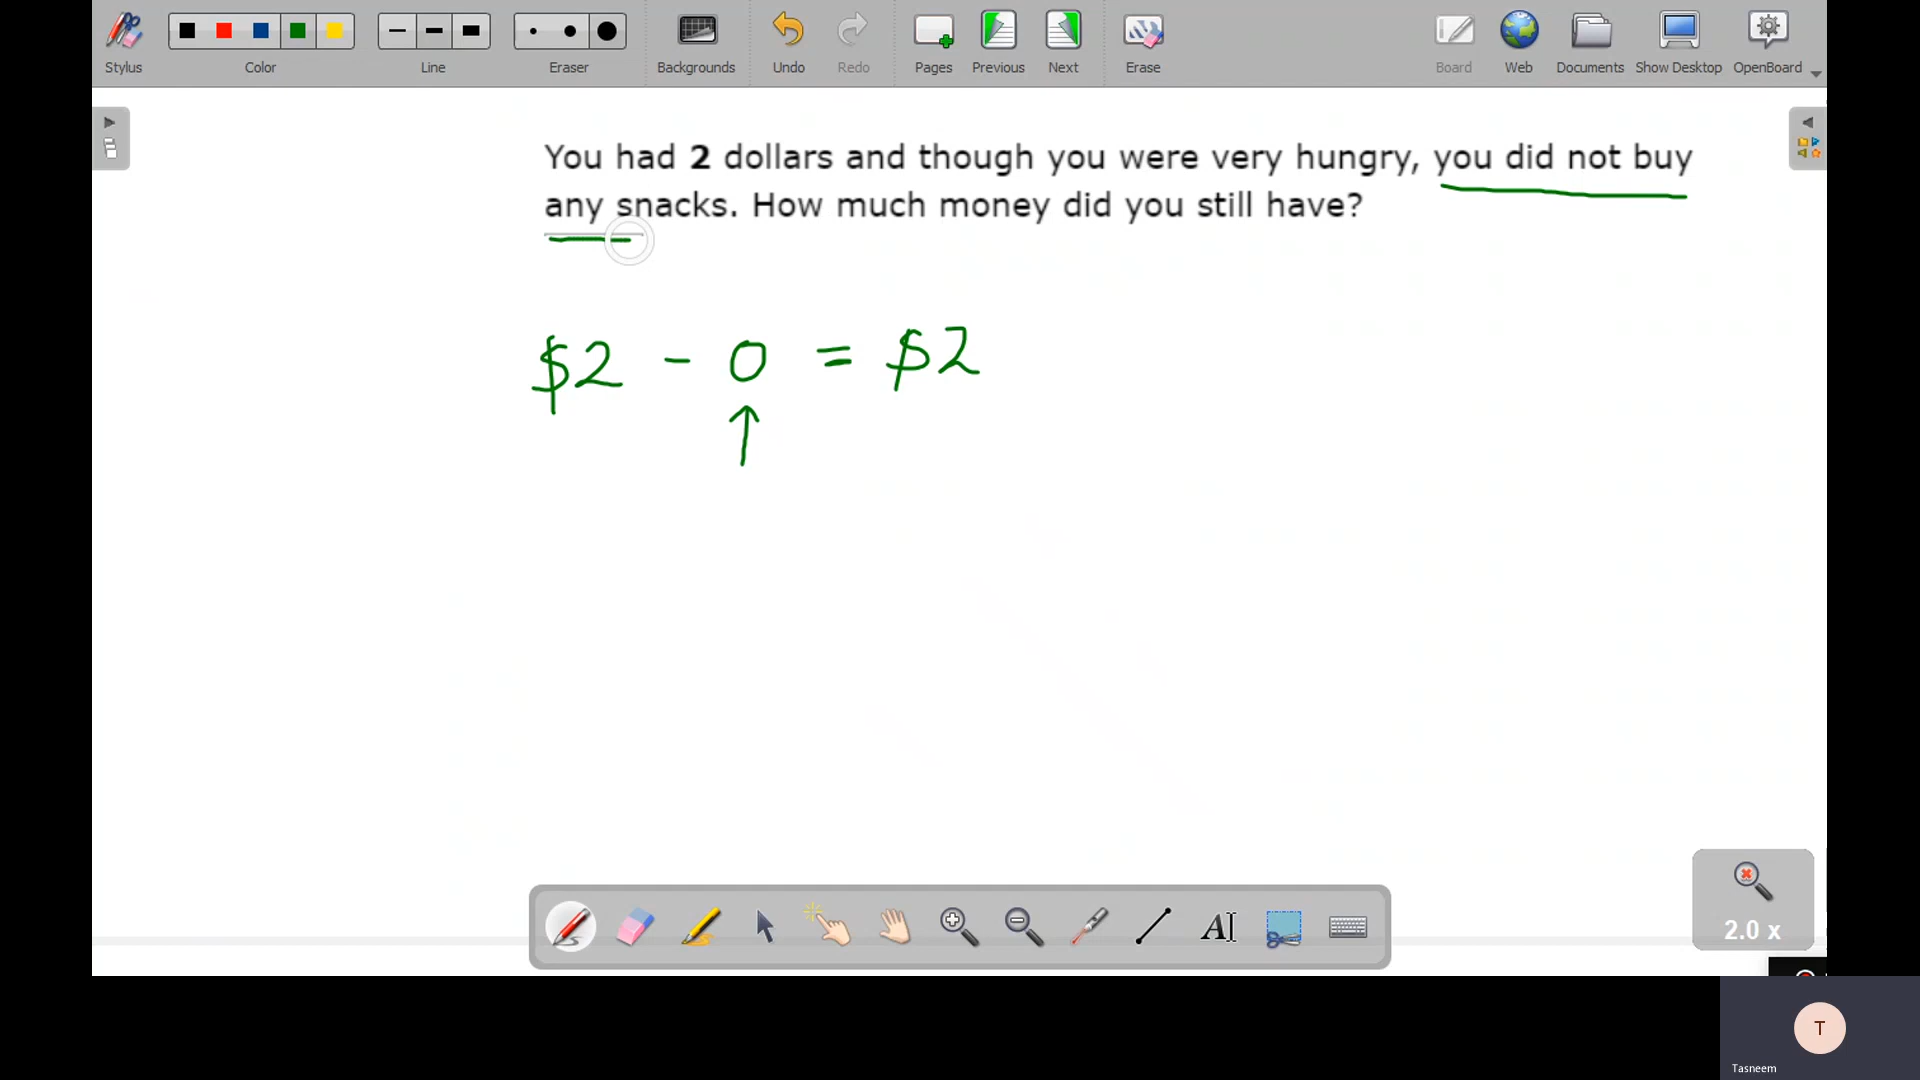 Stylus Color Line Eraser Backgrounds Undo Redo Pages Previous Next Erase Board Web Documents Show Desktop OpenBoard
You had 2 dollars and though you were very hungry, you did not buy
any snacks. How much money did you still have?
$2 - 0 = $2
AI
2.0 x
T
Tasneem